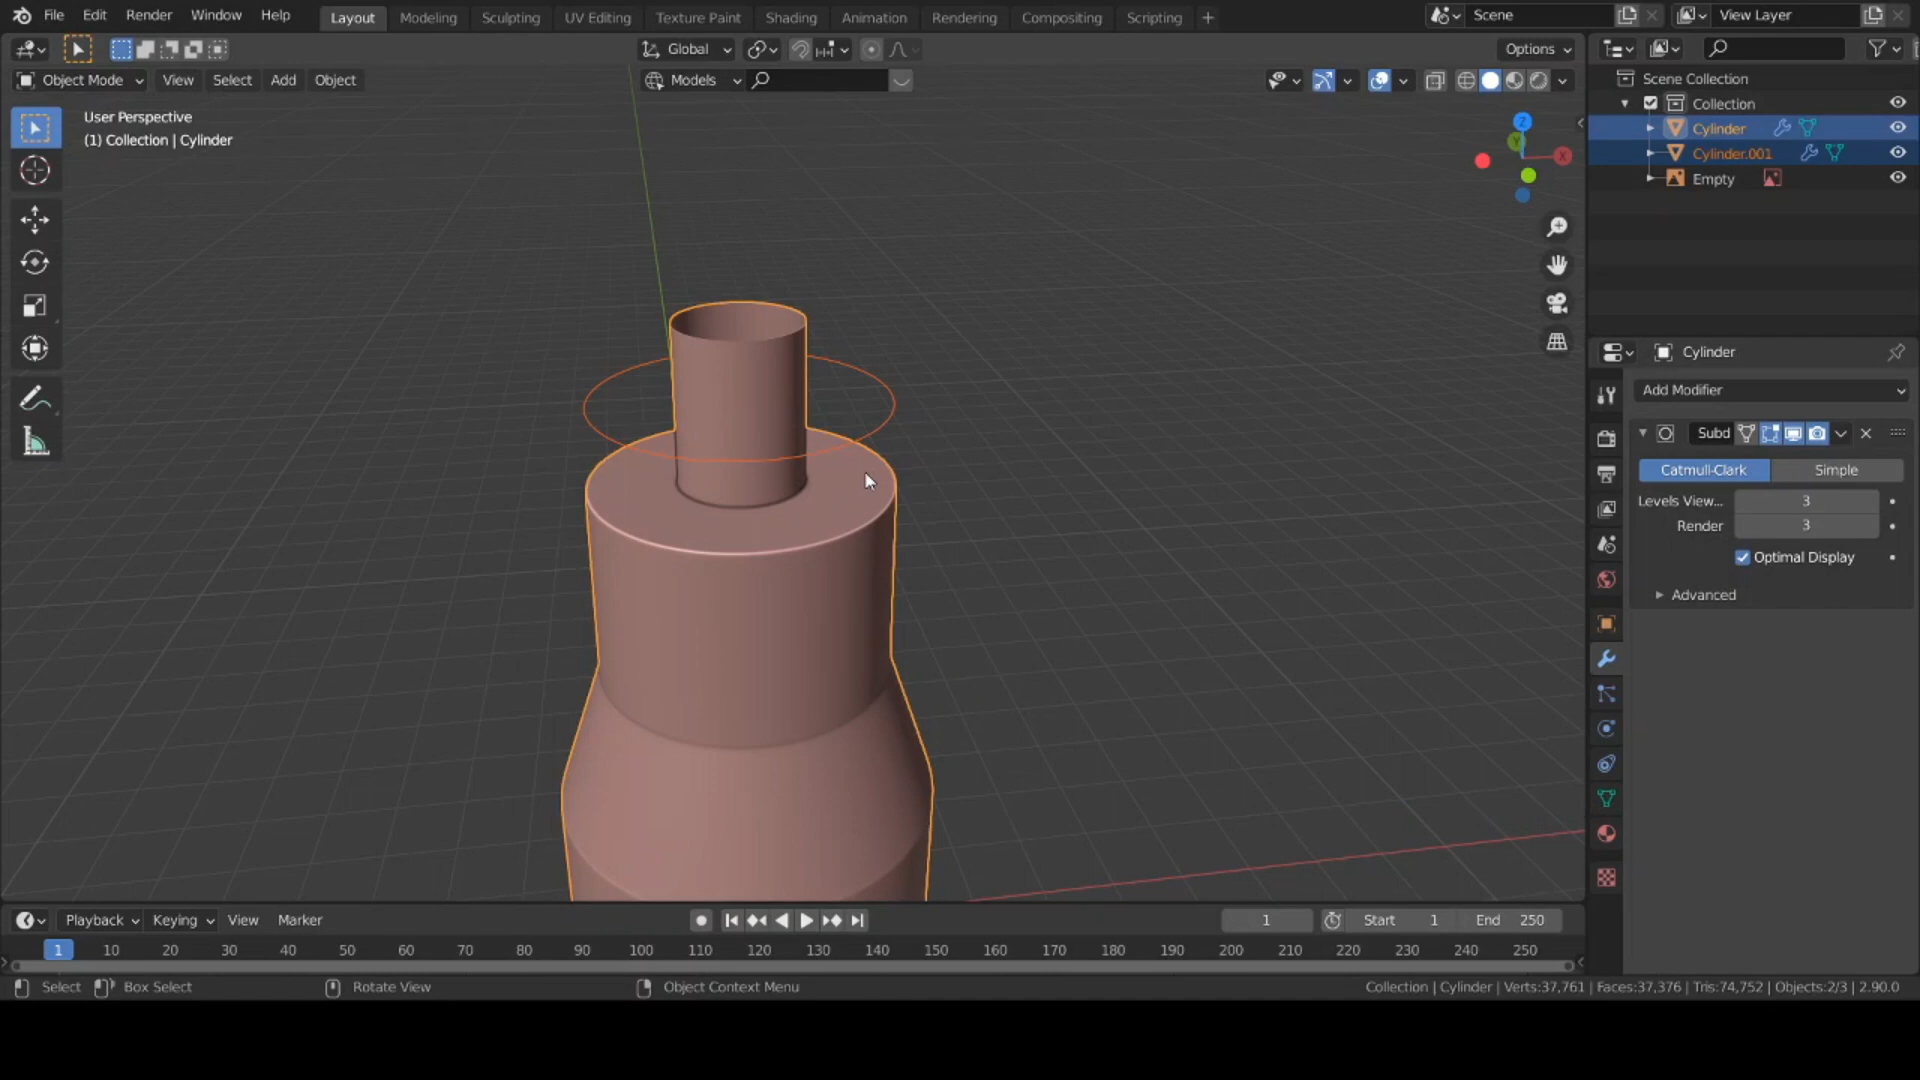 File Edit Render Window Help Layout Modeling Sculpting UV Editing Texture Paint Shading Animation Rendering Compositing Scripting + Scene View Layer
Global Options
Object Mode View Select Add Object Models
User Perspective
(1) Collection | Cylinder
Z
Y
X
Scene Collection
Collection
Cylinder
Cylinder.001
Empty
Cylinder
Add Modifier
Subd
Catmull-Clark Simple
Levels View... 3
Render 3
Optimal Display
Advanced
Playback Keying View Marker 1 Start 1 End 250
1 10 20 30 40 50 60 70 80 90 100 110 120 130 140 150 160 170 180 190 200 210 220 230 240 250
Select Box Select Rotate View Object Context Menu Collection | Cylinder | Verts:37,761 | Faces:37,376 | Tris:74,752 | Objects:2/3 | 2.90.0